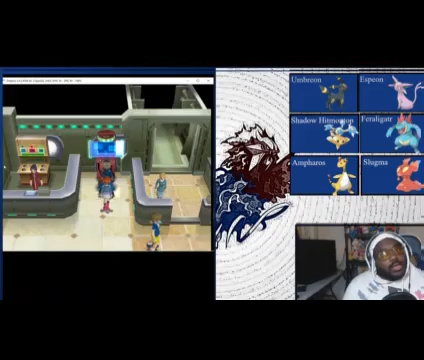 Umbreon
Espeon
Shadow Hitmontop
Feraligatr
Ampharos
Slugma